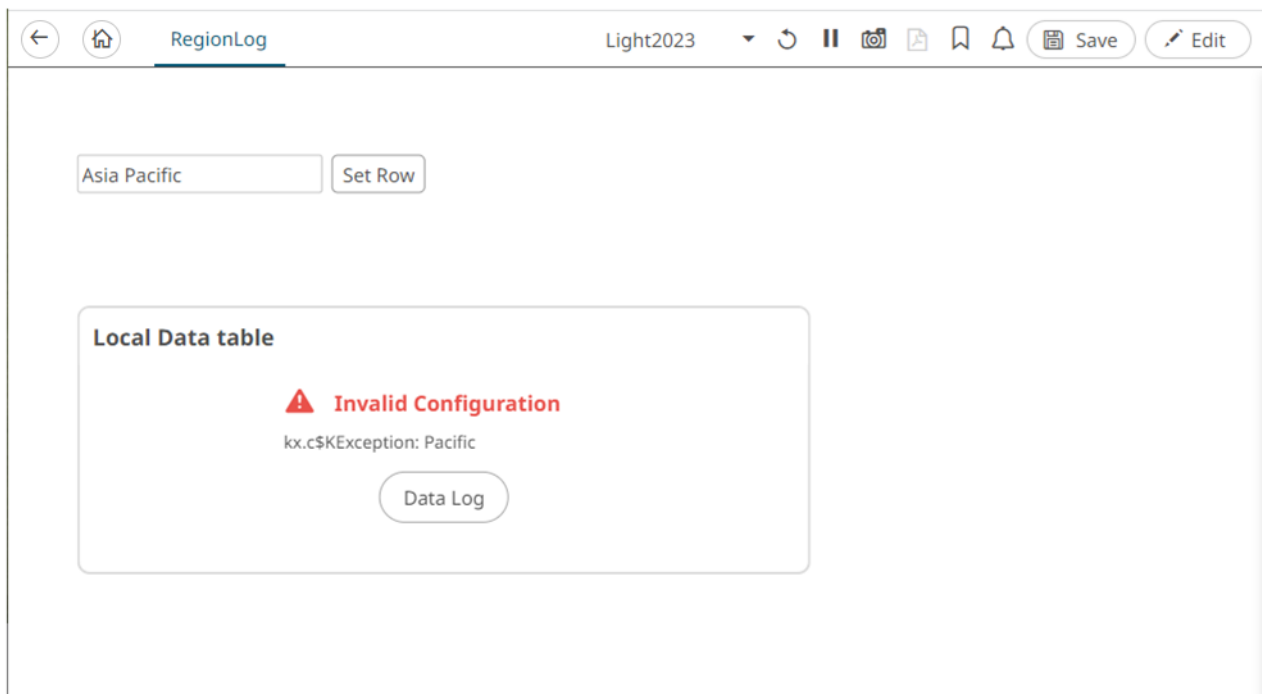 RegionLog
Light2023
Save
Edit
Asia Pacific
Set Row
Local Data table
Invalid Configuration
kx.c$KException: Pacific
Data Log